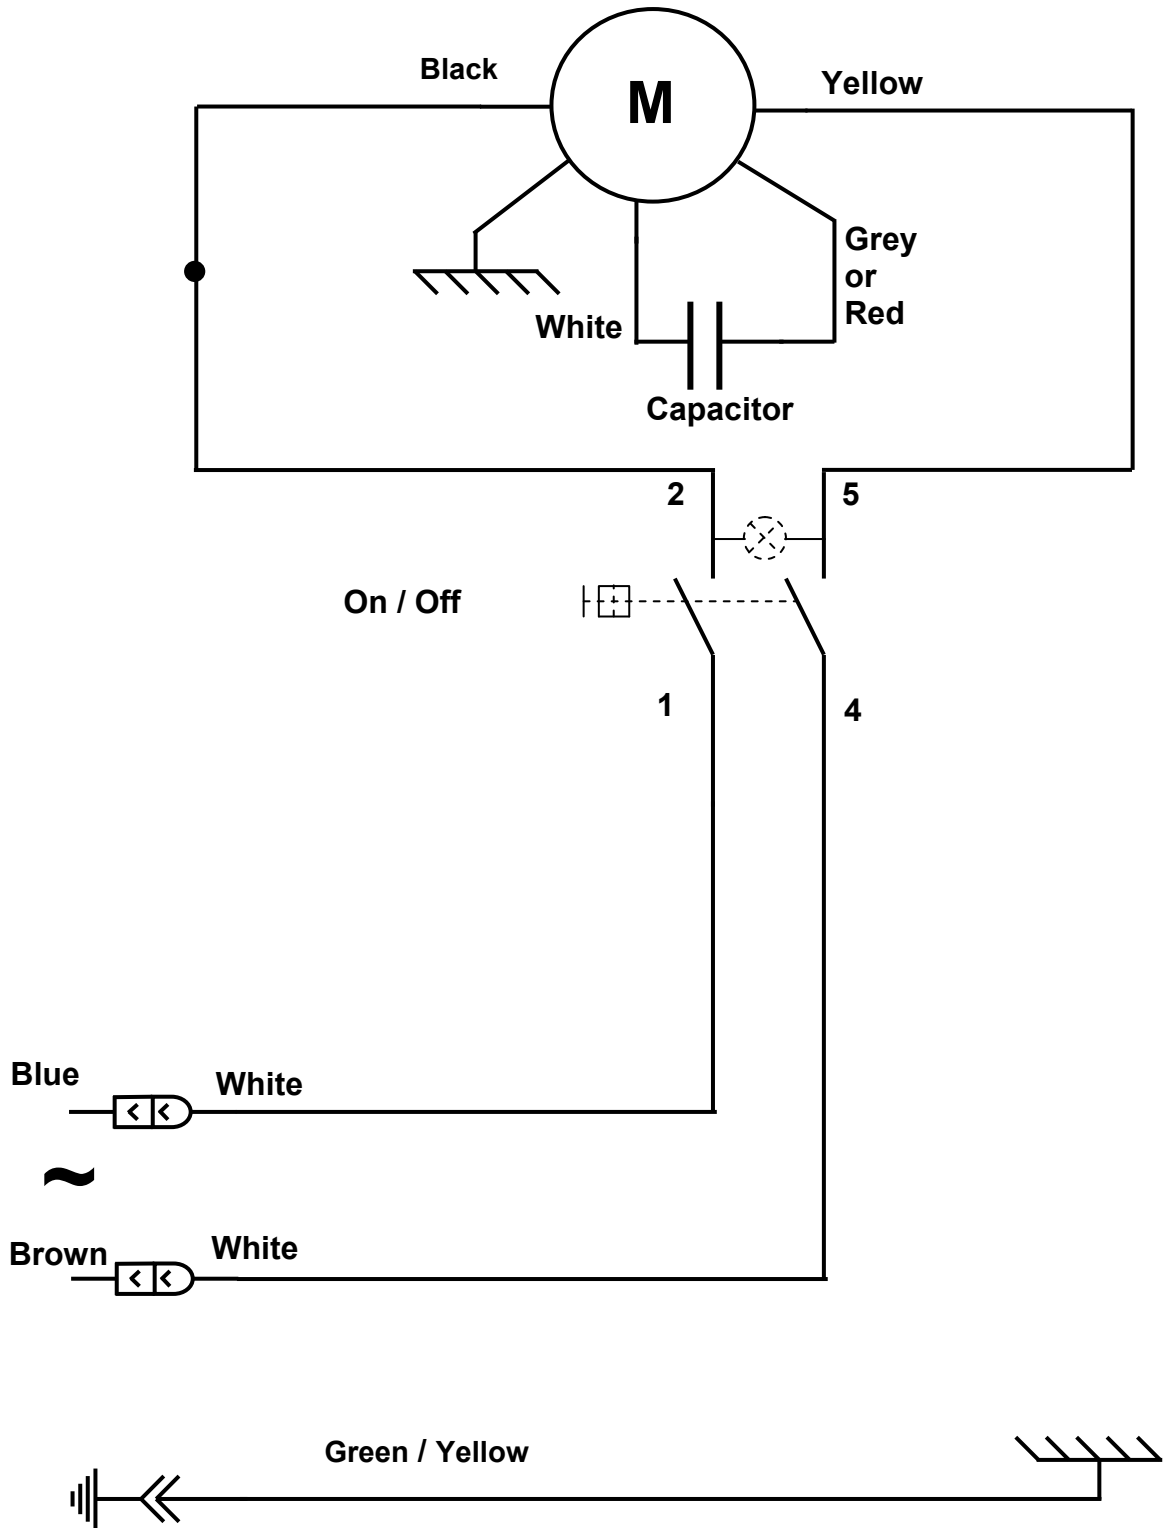 Black
M
Yellow
Grey
or
Red
White
Capacitor
2
5
On / Off
1
4
Blue
White
~
Brown
White
Green / Yellow